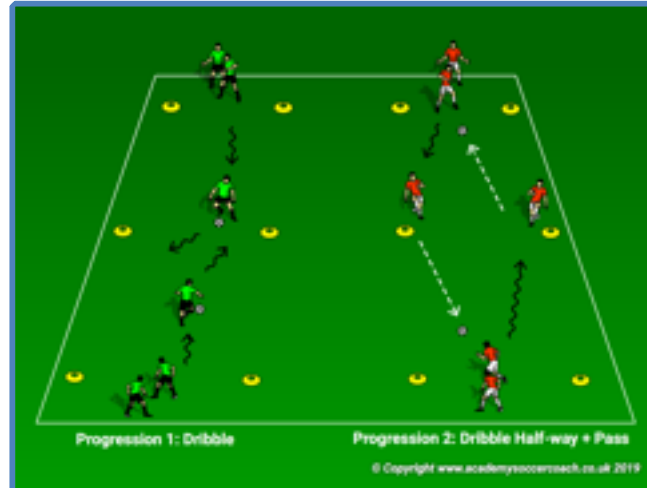 Progression 1: Dribble
Progression 2: Dribble Half-way + Pass
© Copyright www.academysoccercoach.co.uk 2019